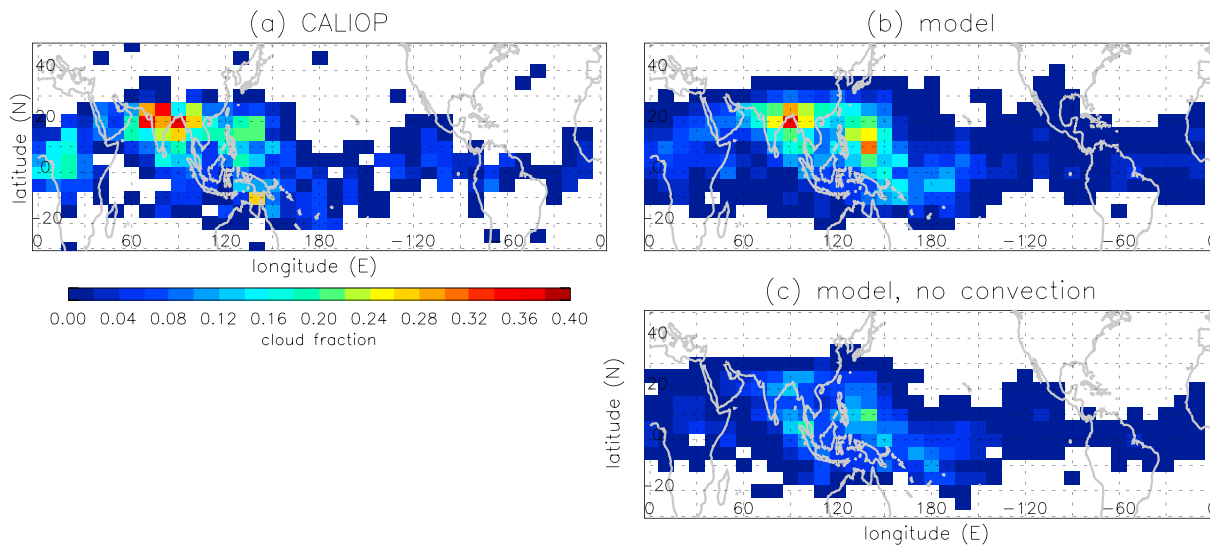 (a) CALIOP
latitude (N)
40
20
0
−20
0 60 120 180 −120 −60 0
longitude (E)
0.00 0.04 0.08 0.12 0.16 0.20 0.24 0.28 0.32 0.36 0.40
cloud fraction
(b) model
40
20
0
−20
0 60 120 180 −120 −60 0
(c) model, no convection
latitude (N)
40
20
0
−20
0 60 120 180 −120 −60 0
longitude (E)